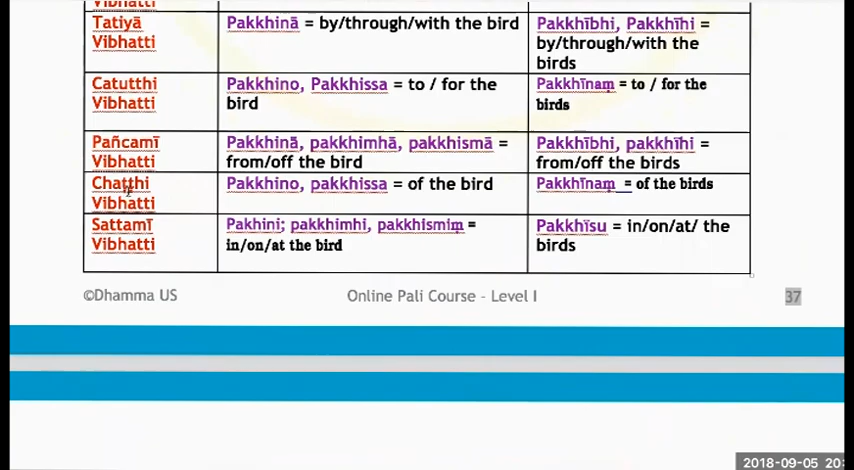 Vibhatti
Tatiyā
Vibhatti
Pakkhinā = by/through/with the bird
Pakkhībhi, Pakkhīhi =
by/through/with the
birds
Catutthi
Vibhatti
Pakkhino, Pakkhissa = to / for the
bird
Pakkhīnaṃ = to / for the
birds
Pañcamī
Vibhatti
Pakkhinā, pakkhimhā, pakkhismā =
from/off the bird
Pakkhībhi, pakkhīhi =
from/off the birds
Chaṭṭhi
Vibhatti
Pakkhino, pakkhissa = of the bird
Pakkhīnaṃ = of the birds
Sattamī
Vibhatti
Pakhini; pakkhimhi, pakkhismiṃ =
in/on/at the bird
Pakkhīsu = in/on/at/ the
birds
©Dhamma US
Online Pali Course – Level I
37
2018-09-05 20: